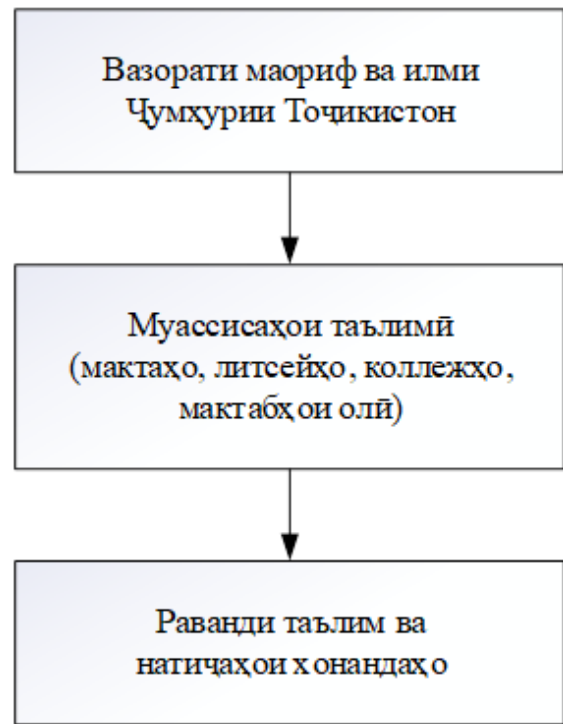 Вазорати маориф ва илми
Ҷумҳурии Тоҷикистон
Муассисаҳои таълимӣ
(мактаҳо, литсейҳо, коллежҳо,
мактабҳои олӣ)
Раванди таълим ва
натиҷаҳои хонандаҳо